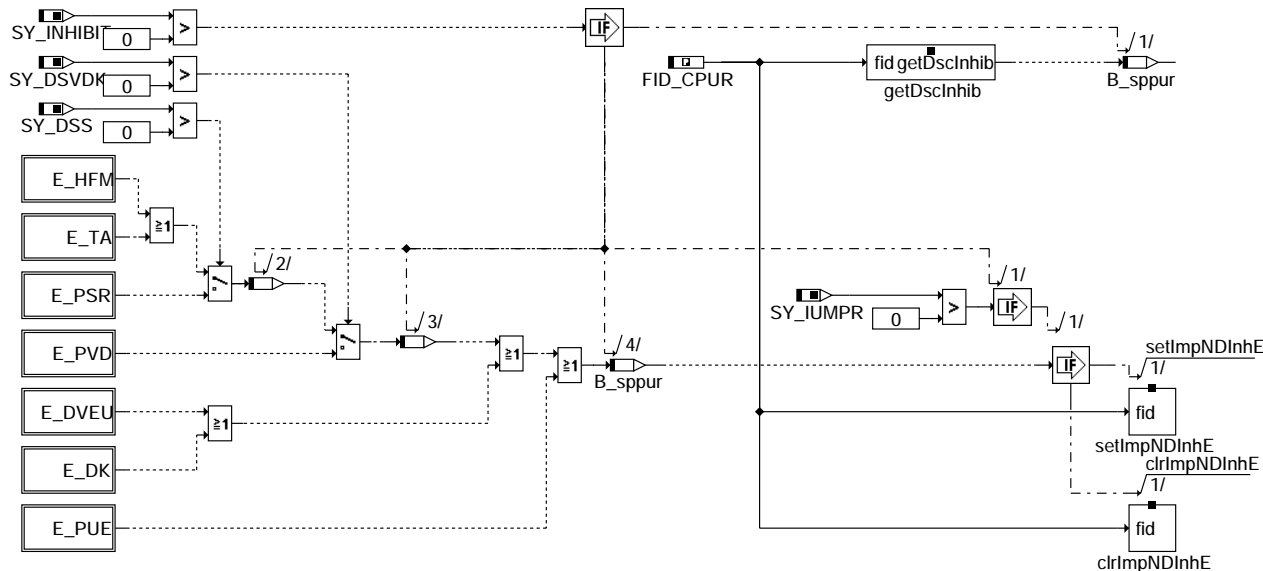 SY_INHIBIT
0
>
IF
/1/
SY_DSVDK
0
>
FID_CPUR
fid getDscInhib
getDscInhib
B_sppur
SY_DSS
0
>
E_HFM
≧1
E_TA
/2/
E_PSR
/1/
SY_IUMPR
0
>
IF
/1/
/3/
E_PVD
≧1
≧1
/4/
B_sppur
IF
setImpNDInhE
/1/
E_DVEU
≧1
fid
setImpNDInhE
E_DK
clrImpNDInhE
/1/
E_PUE
fid
clrImpNDInhE